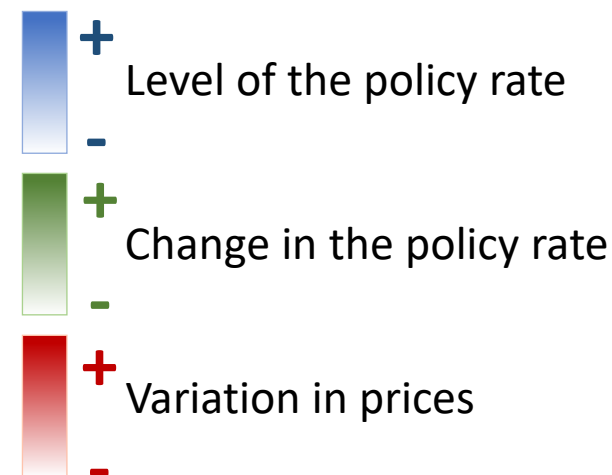 +
Level of the policy rate
-
+
Change in the policy rate
-
+
Variation in prices
-